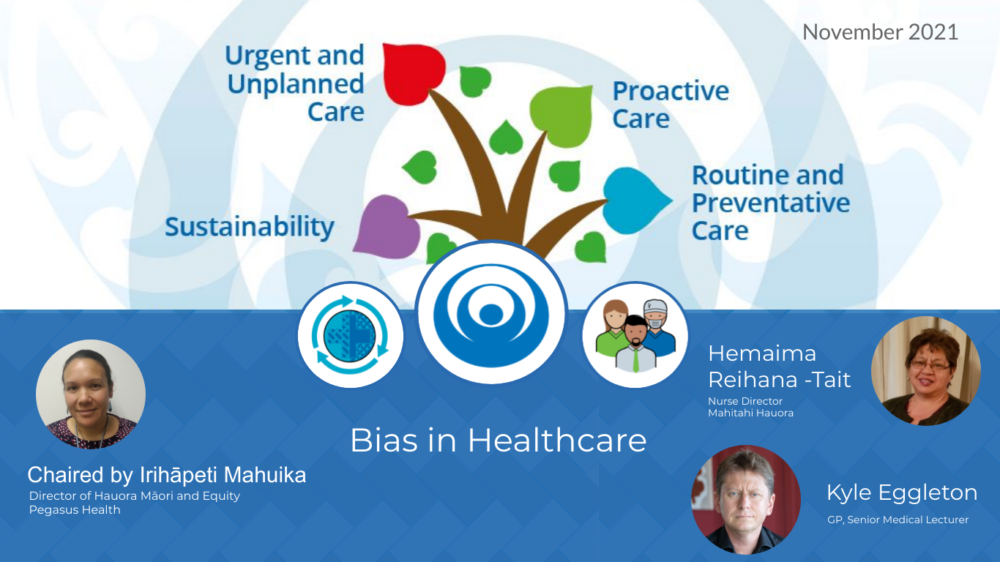 November 2021
Urgent and
Unplanned
Care
Proactive
Care
Routine and
Preventative
Care
Sustainability
Hemaima
Reihana -Tait
Nurse Director
Mahitahi Hauora
Bias in Healthcare
Chaired by Irihāpeti Mahuika
Director of Hauora Māori and Equity
Pegasus Health
Kyle Eggleton
GP, Senior Medical Lecturer